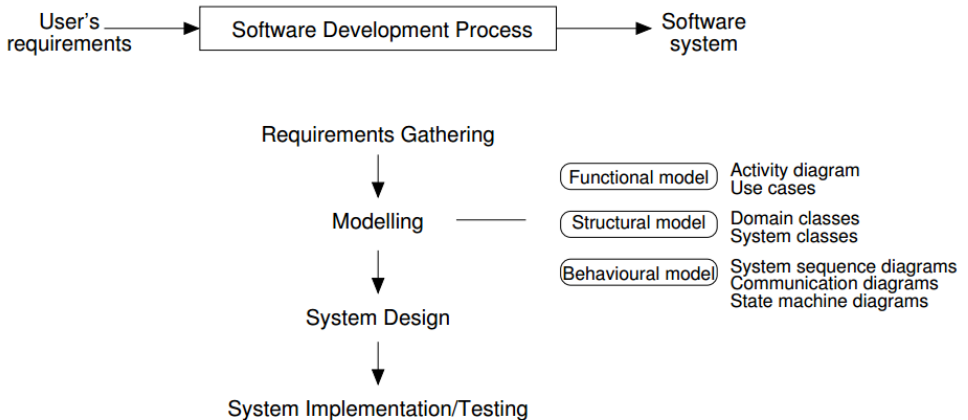 User's
requirements
Software Development Process
Software
system
Requirements Gathering
Modelling
Functional model
Activity diagram
Use cases
Structural model
Domain classes
System classes
Behavioural model
System sequence diagrams
Communication diagrams
State machine diagrams
System Design
System Implementation/Testing